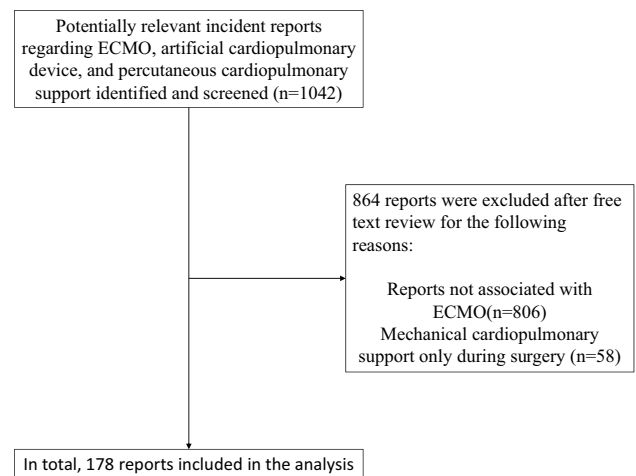 Potentially relevant incident reports
regarding ECMO, artificial cardiopulmonary
device, and percutaneous cardiopulmonary
support identified and screened (n=1042)
864 reports were excluded after free
text review for the following
reasons:
Reports not associated with
ECMO(n=806)
Mechanical cardiopulmonary
support only during surgery (n=58)
In total, 178 reports included in the analysis